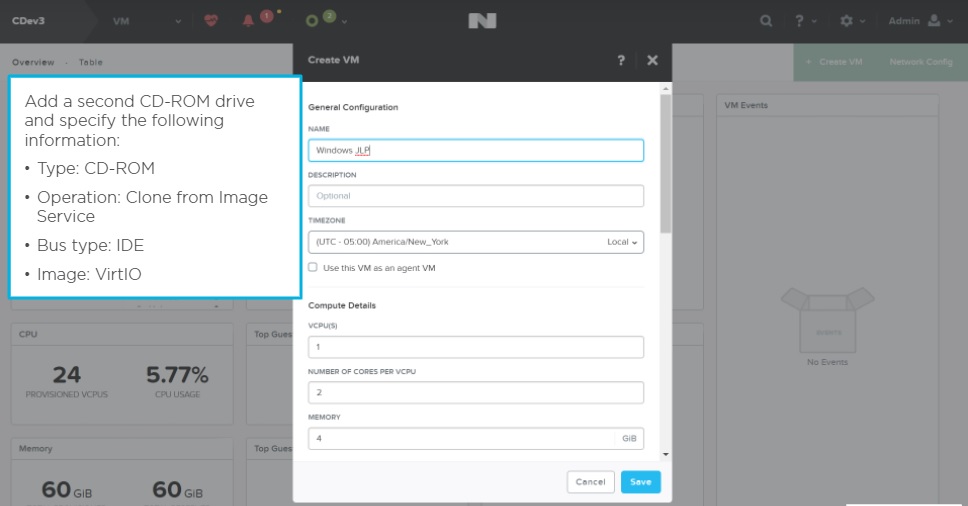 CDev3
VM
1
2
?
Admin
Overview · Table
+ Create VM
Network Config
Add a second CD-ROM drive
and specify the following
information:
• Type: CD-ROM
• Operation: Clone from Image
Service
• Bus type: IDE
• Image: VirtIO
Create VM
?
General Configuration
NAME
Windows JLP
DESCRIPTION
Optional
TIMEZONE
(UTC - 05:00) America/New_York
Local
Use this VM as an agent VM
Compute Details
VCPU(S)
1
NUMBER OF CORES PER VCPU
2
MEMORY
4
GiB
Cancel
Save
CPU
24
PROVISIONED VCPUS
5.77%
CPU USAGE
Top Gues
Memory
60 GiB
60 GiB
Top Gues
VM Events
EVENTS
No Events